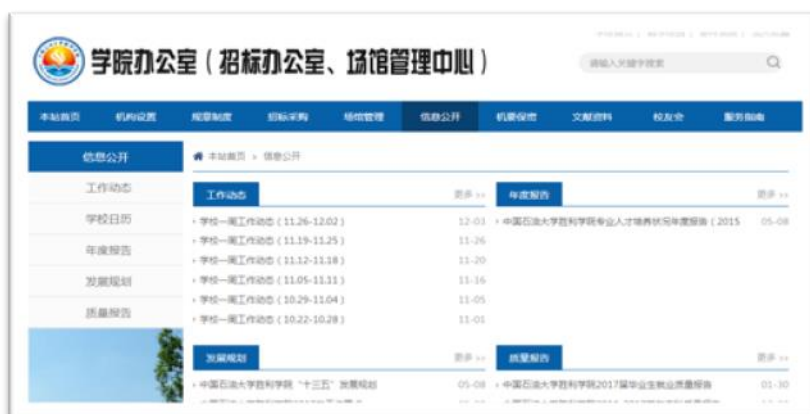 学院办公室（招标办公室、场馆管理中心）
请输入关键字搜索
本站首页 机构设置 规章制度 招标采购 场馆管理 信息公开 机要保密 文献资料 校友会 服务指南
信息公开
本站首页 > 信息公开
工作动态
学校日历
年度报告
发展规划
质量报告
工作动态 更多 >>
学校一周工作动态（11.26-12.02） 12-03
学校一周工作动态（11.19-11.25） 11-26
学校一周工作动态（11.12-11.18） 11-20
学校一周工作动态（11.05-11.11） 11-16
学校一周工作动态（10.29-11.04） 11-05
学校一周工作动态（10.22-10.28） 11-01
年度报告 更多 >>
中国石油大学胜利学院专业人才培养状况年度报告（2015 05-08
发展规划 更多 >>
中国石油大学胜利学院“十三五”发展规划 05-08
质量报告 更多 >>
中国石油大学胜利学院2017届毕业生就业质量报告 01-30